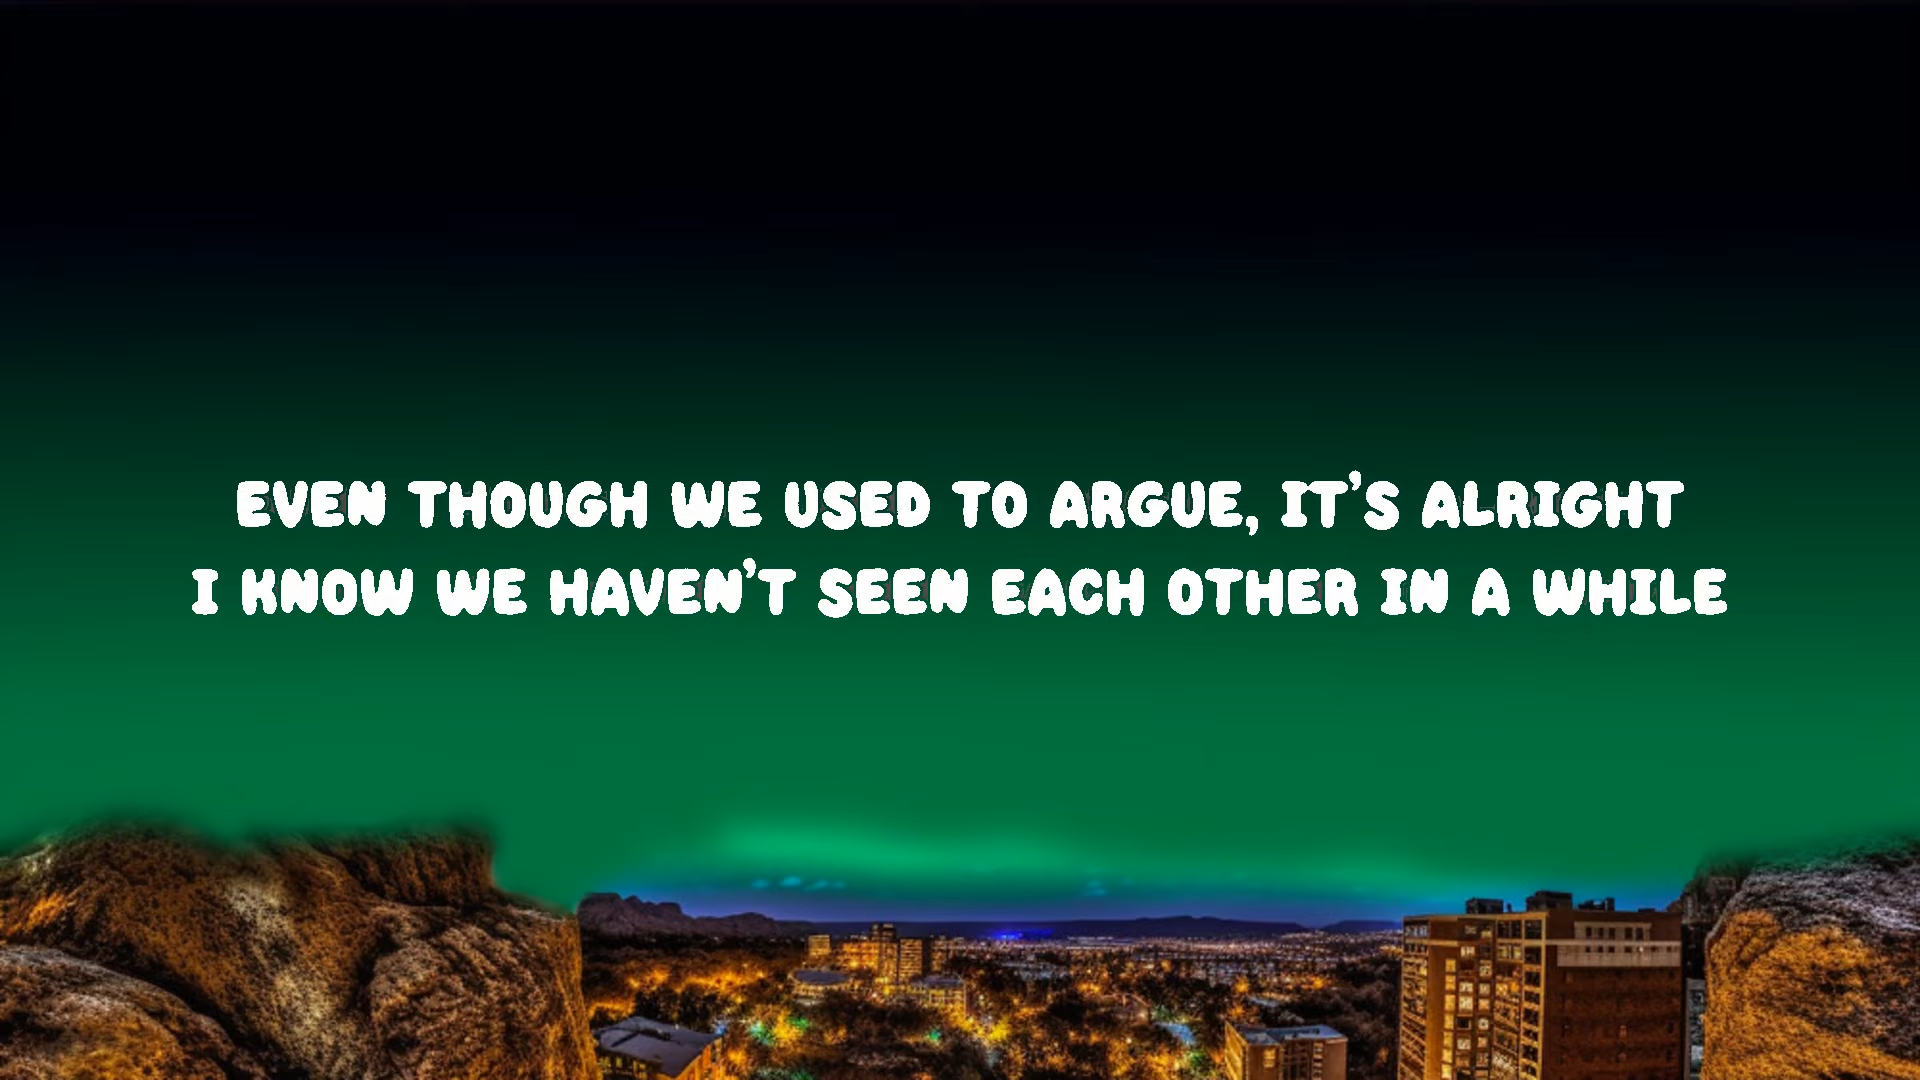 EVEN THOUGH WE USED TO ARGUE, IT'S ALRIGHT
I KNOW WE HAVEN'T SEEN EACH OTHER IN A WHILE